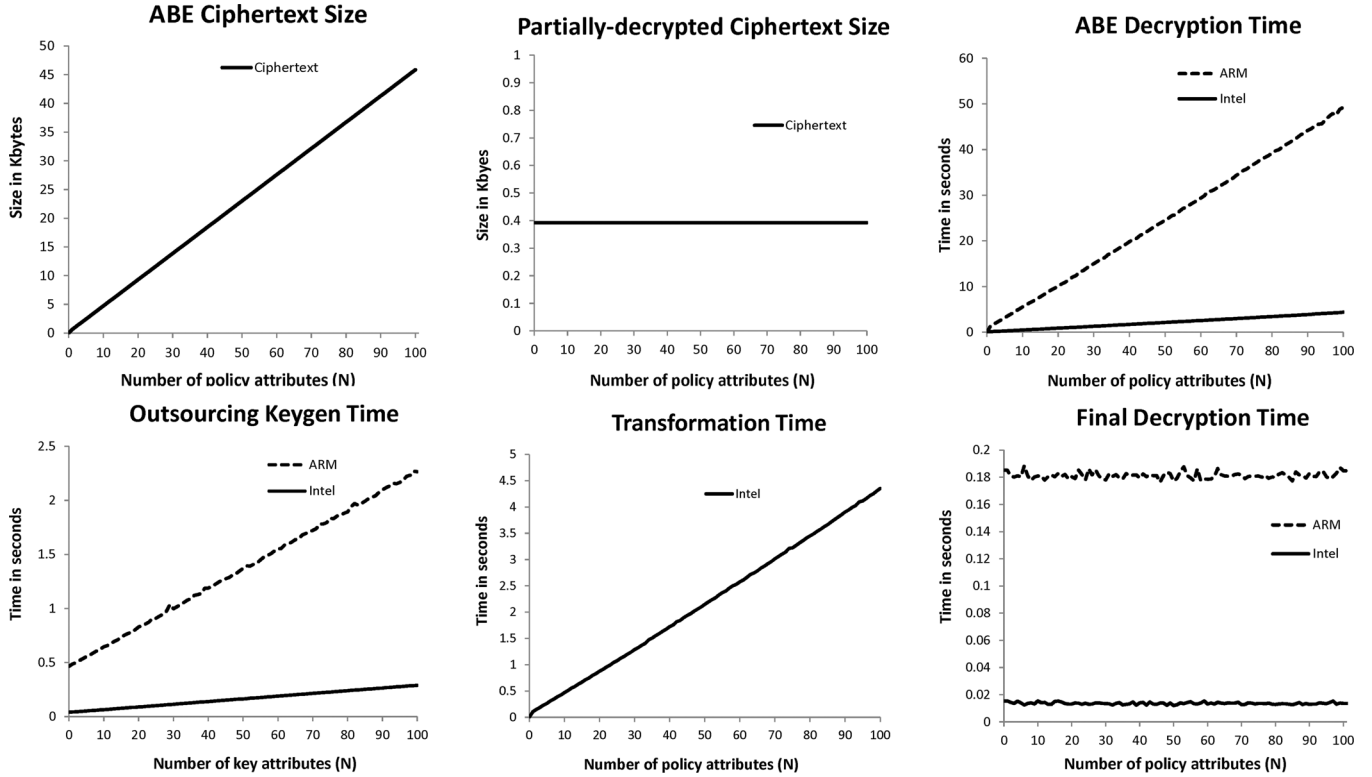 ABE Ciphertext Size
50
45
40
35
30
25
20
15
10
5
0
Size in Kbytes
Ciphertext
0 10 20 30 40 50 60 70 80 90 100
Number of policy attributes (N)
Partially-decrypted Ciphertext Size
1
0.9
0.8
0.7
0.6
0.5
0.4
0.3
0.2
0.1
0
Size in Kbyes
Ciphertext
0 10 20 30 40 50 60 70 80 90 100
Number of policy attributes (N)
ABE Decryption Time
60
50
40
30
20
10
0
Time in seconds
ARM
Intel
0 10 20 30 40 50 60 70 80 90 100
Number of policy attributes (N)
Outsourcing Keygen Time
2.5
2
1.5
1
0.5
0
Time in seconds
ARM
Intel
0 10 20 30 40 50 60 70 80 90 100
Number of key attributes (N)
Transformation Time
5
4.5
4
3.5
3
2.5
2
1.5
1
0.5
0
Time in seconds
Intel
0 10 20 30 40 50 60 70 80 90 100
Number of policy attributes (N)
Final Decryption Time
0.2
0.18
0.16
0.14
0.12
0.1
0.08
0.06
0.04
0.02
0
Time in seconds
ARM
Intel
0 10 20 30 40 50 60 70 80 90 100
Number of policy attributes (N)